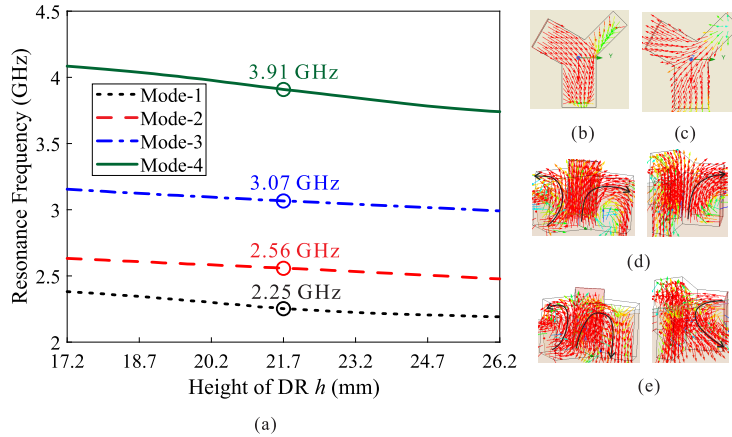 4.5
4
3.5
3
2.5
2
Resonance Frequency (GHz)
Mode-1
Mode-2
Mode-3
Mode-4
3.91 GHz
3.07 GHz
2.56 GHz
2.25 GHz
17.2 18.7 20.2 21.7 23.2 24.7 26.2
Height of DR h (mm)
(a)
Y
Y
(b) (c)
(d)
(e)